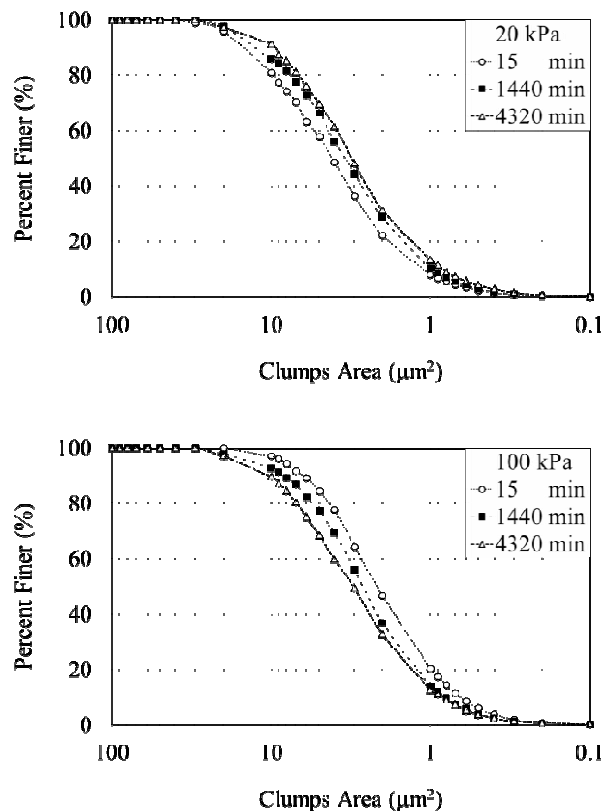 100
80
60
40
20
0
Percent Finer (%)
20 kPa
15 min
1440 min
4320 min
100 10 1 0.1
Clumps Area (μm²)
100
80
60
40
20
0
Percent Finer (%)
100 kPa
15 min
1440 min
4320 min
100 10 1 0.1
Clumps Area (μm²)